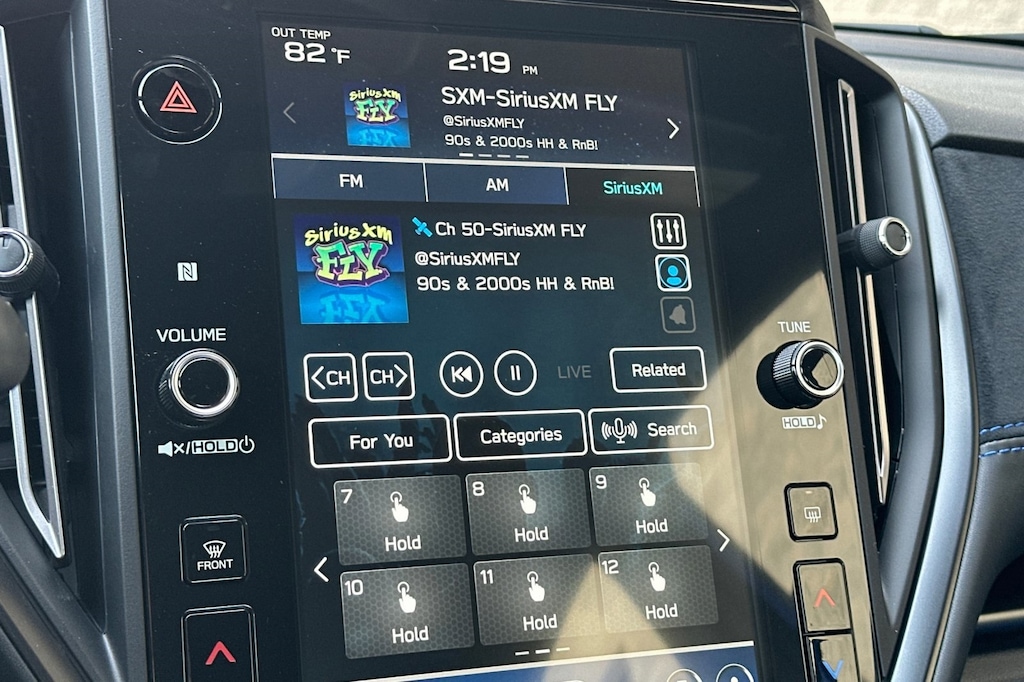 OUT TEMP
82 °F
2:19 PM
SiriusXM
FLY
SXM-SiriusXM FLY
@SiriusXMFLY
90s & 2000s HH & RnB!
FM
AM
SiriusXM
SiriusXM
FLY
Ch 50-SiriusXM FLY
@SiriusXMFLY
90s & 2000s HH & RnB!
VOLUME
TUNE
<CH
CH>
LIVE
Related
HOLD
/HOLD
For You
Categories
Search
7
Hold
8
Hold
9
Hold
FRONT
10
Hold
11
Hold
12
Hold